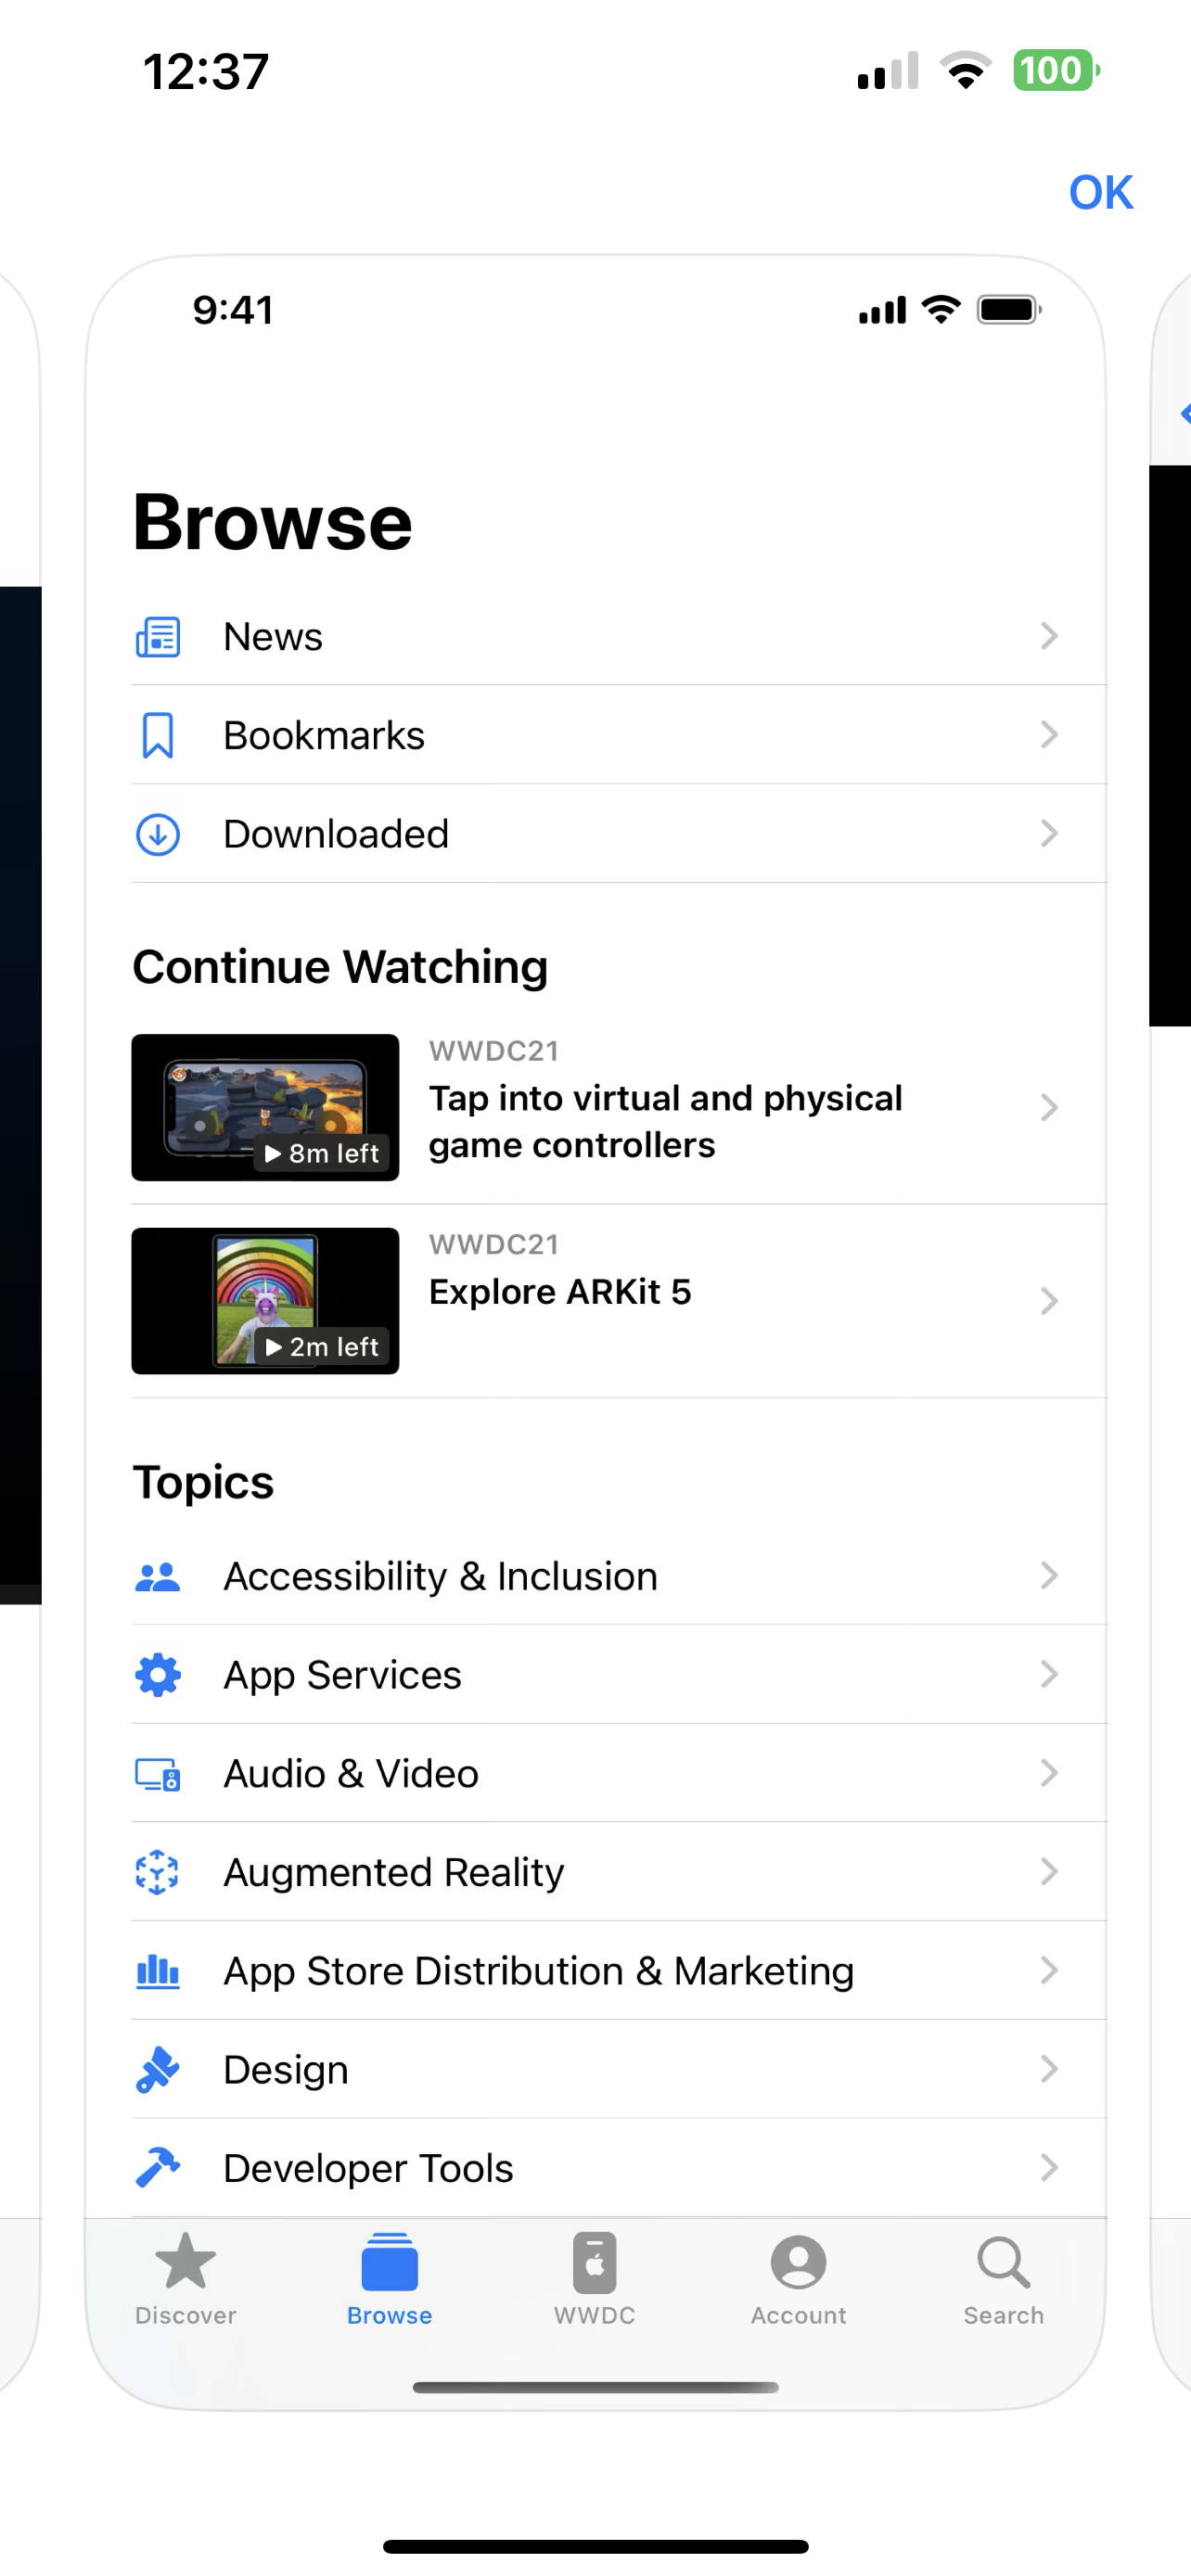 12:37
100
OK
9:41
Browse
News
Bookmarks
Downloaded
Continue Watching
WWDC21
Tap into virtual and physical
game controllers
8m left
WWDC21
Explore ARKit 5
2m left
Topics
Accessibility & Inclusion
App Services
Audio & Video
Augmented Reality
App Store Distribution & Marketing
Design
Developer Tools
Discover
Browse
WWDC
Account
Search